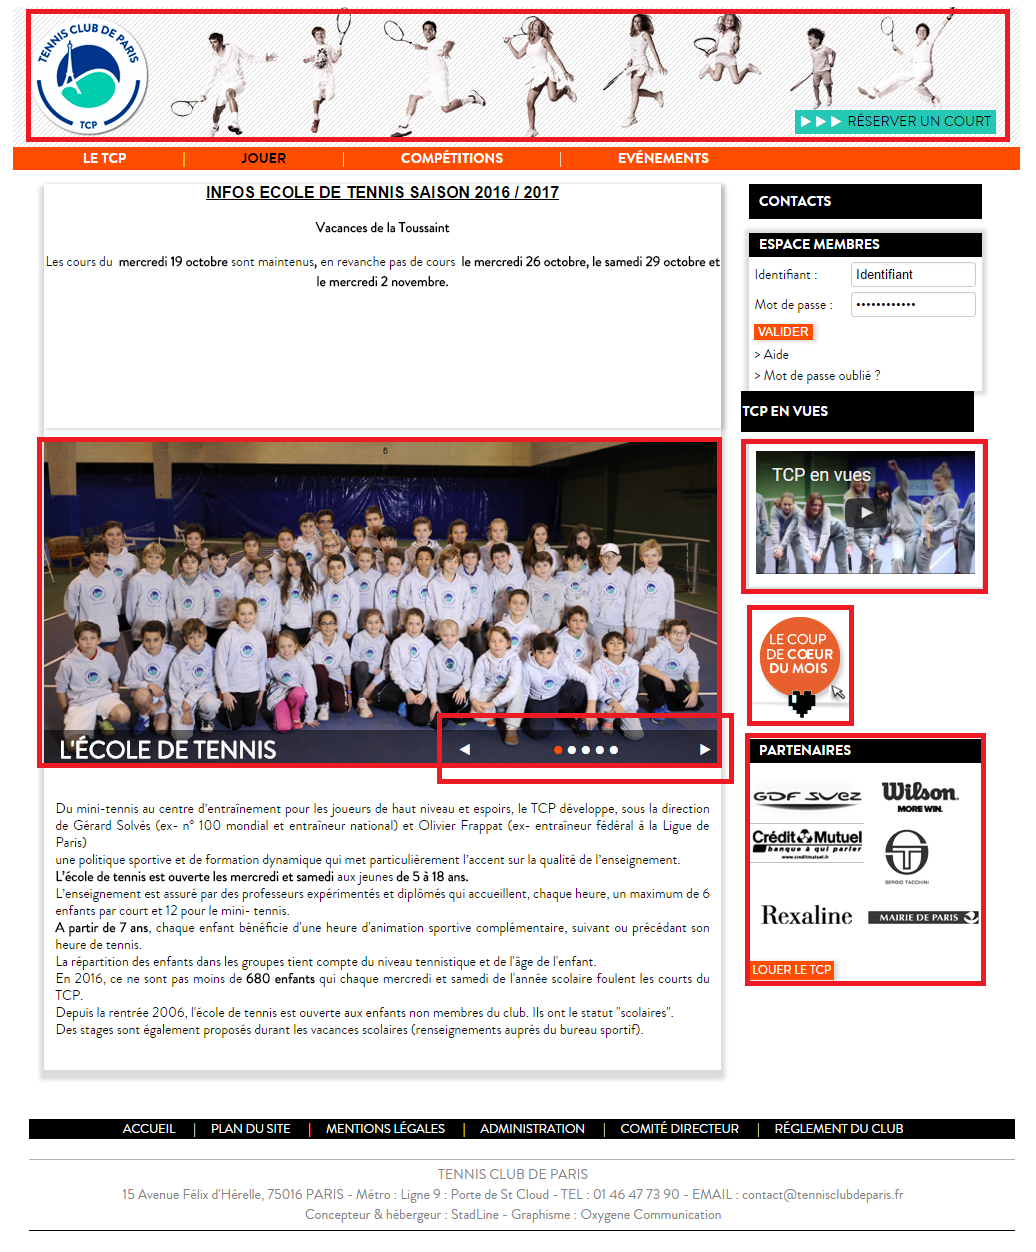 TENNIS CLUB DE PARIS
TCP
RÉSERVER UN COURT
LE TCP | JOUER | COMPÉTITIONS | EVÉNEMENTS
INFOS ECOLE DE TENNIS SAISON 2016 / 2017
Vacances de la Toussaint
Les cours du mercredi 19 octobre sont maintenus, en revanche pas de cours le mercredi 26 octobre, le samedi 29 octobre et
le mercredi 2 novembre.
CONTACTS
ESPACE MEMBRES
Identifiant : Identifiant
Mot de passe : ••••••••••••
VALIDER
> Aide
> Mot de passe oublié ?
TCP EN VUES
TCP en vues
6
L'ÉCOLE DE TENNIS
LE COUP
DE CŒUR
DU MOIS
PARTENAIRES
GDF SUEZ
Wilson.
MORE WIN.
Crédit Mutuel
banque à qui parler
www.creditmutuel.fr
SERGIO TACCHINI
Rexaline
MAIRIE DE PARIS
LOUER LE TCP
Du mini-tennis au centre d'entraînement pour les joueurs de haut niveau et espoirs, le TCP développe, sous la direction
de Gérard Solvès (ex- n° 100 mondial et entraîneur national) et Olivier Frappat (ex- entraîneur fédéral à la Ligue de
Paris)
une politique sportive et de formation dynamique qui met particulièrement l'accent sur la qualité de l'enseignement.
L'école de tennis est ouverte les mercredi et samedi aux jeunes de 5 à 18 ans.
L'enseignement est assuré par des professeurs expérimentés et diplômés qui accueillent, chaque heure, un maximum de 6
enfants par court et 12 pour le mini- tennis.
A partir de 7 ans, chaque enfant bénéficie d'une heure d'animation sportive complémentaire, suivant ou précédant son
heure de tennis.
La répartition des enfants dans les groupes tient compte du niveau tennistique et de l'âge de l'enfant.
En 2016, ce ne sont pas moins de 680 enfants qui chaque mercredi et samedi de l'année scolaire foulent les courts du
TCP.
Depuis la rentrée 2006, l'école de tennis est ouverte aux enfants non membres du club. Ils ont le statut "scolaires".
Des stages sont également proposés durant les vacances scolaires (renseignements auprès du bureau sportif).
ACCUEIL | PLAN DU SITE | MENTIONS LÉGALES | ADMINISTRATION | COMITÉ DIRECTEUR | RÉGLEMENT DU CLUB
TENNIS CLUB DE PARIS
15 Avenue Félix d'Hérelle, 75016 PARIS - Métro : Ligne 9 : Porte de St Cloud - TEL : 01 46 47 73 90 - EMAIL : contact@tennisclubdeparis.fr
Concepteur & hébergeur : StadLine - Graphisme : Oxygene Communication